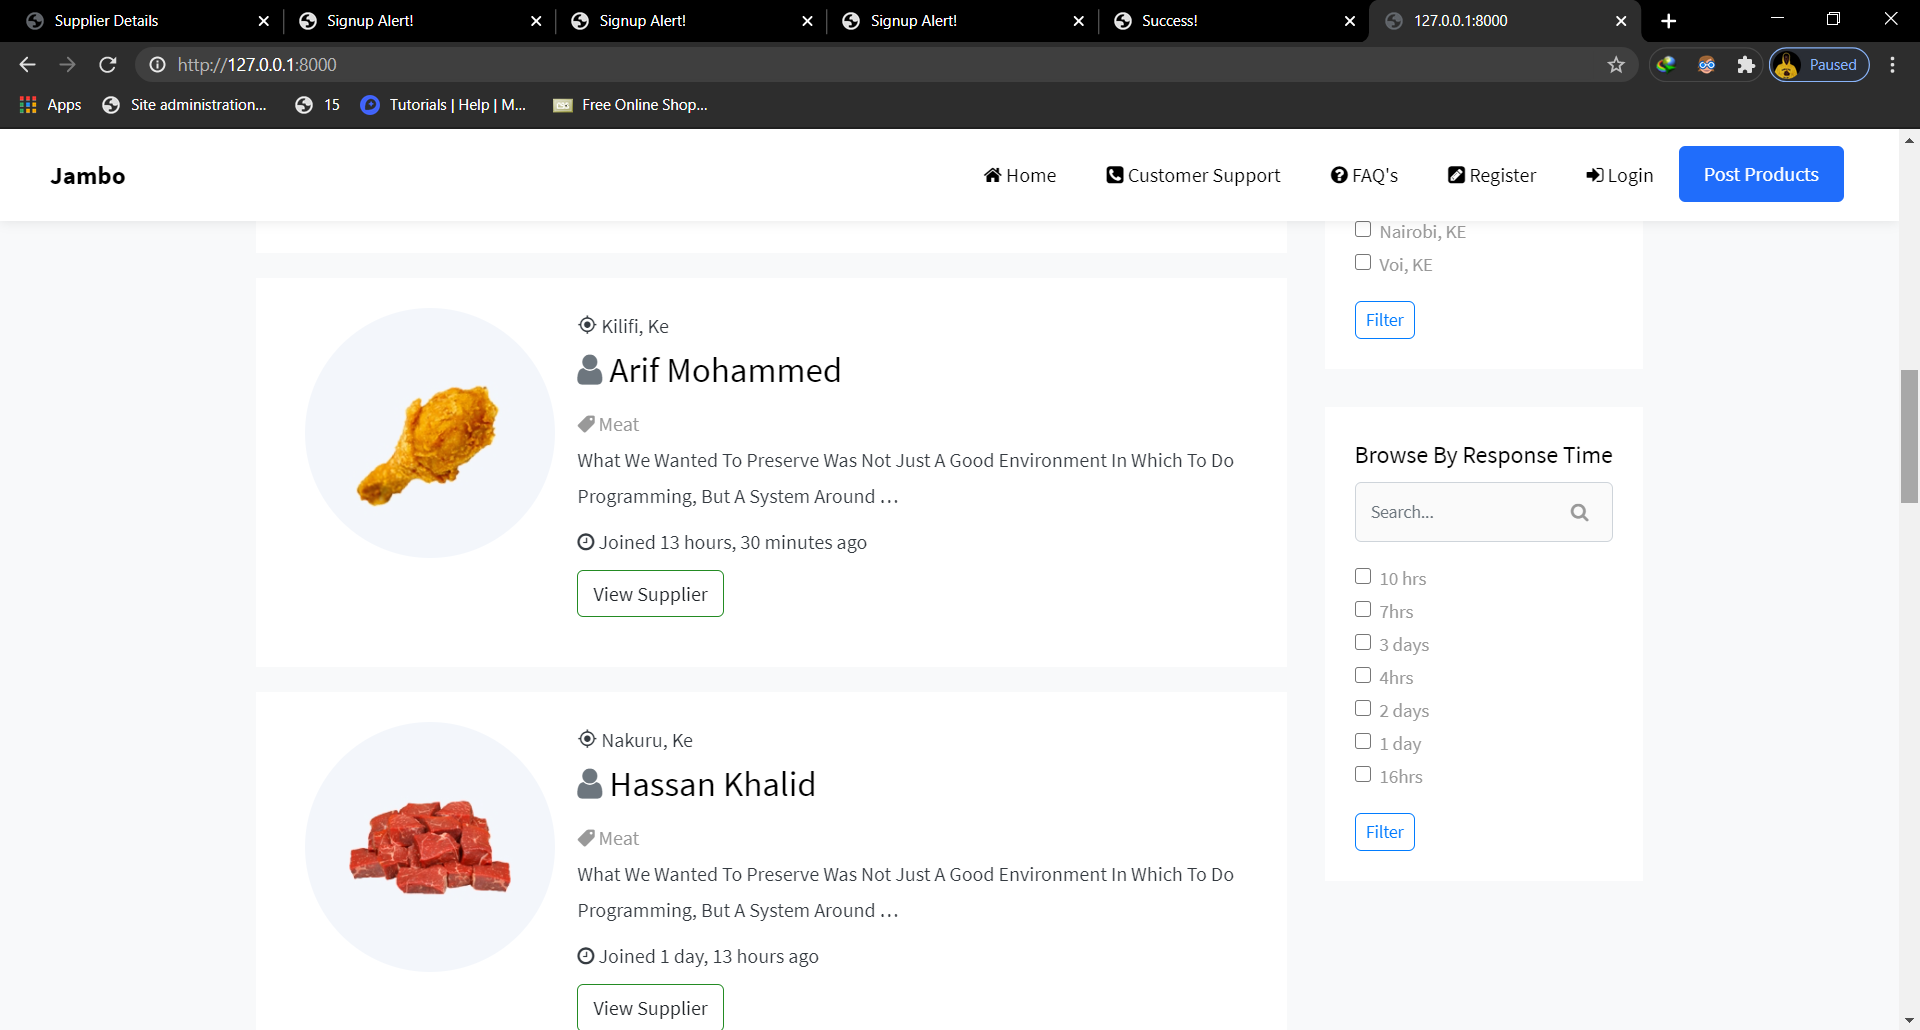 Supplier Details
Signup Alert!
Signup Alert!
Signup Alert!
Success!
127.0.0.1:8000
http://127.0.0.1:8000
Paused
Apps
Site administration...
15
Tutorials | Help | M...
Free Online Shop...
Jambo
Home
Customer Support
FAQ's
Register
Login
Post Products
Kilifi, Ke
Arif Mohammed
Meat
What We Wanted To Preserve Was Not Just A Good Environment In Which To Do
Programming, But A System Around …
Joined 13 hours, 30 minutes ago
View Supplier
Nakuru, Ke
Hassan Khalid
Meat
What We Wanted To Preserve Was Not Just A Good Environment In Which To Do
Programming, But A System Around …
Joined 1 day, 13 hours ago
View Supplier
Nairobi, KE
Voi, KE
Filter
Browse By Response Time
Search...
10 hrs
7hrs
3 days
4hrs
2 days
1 day
16hrs
Filter